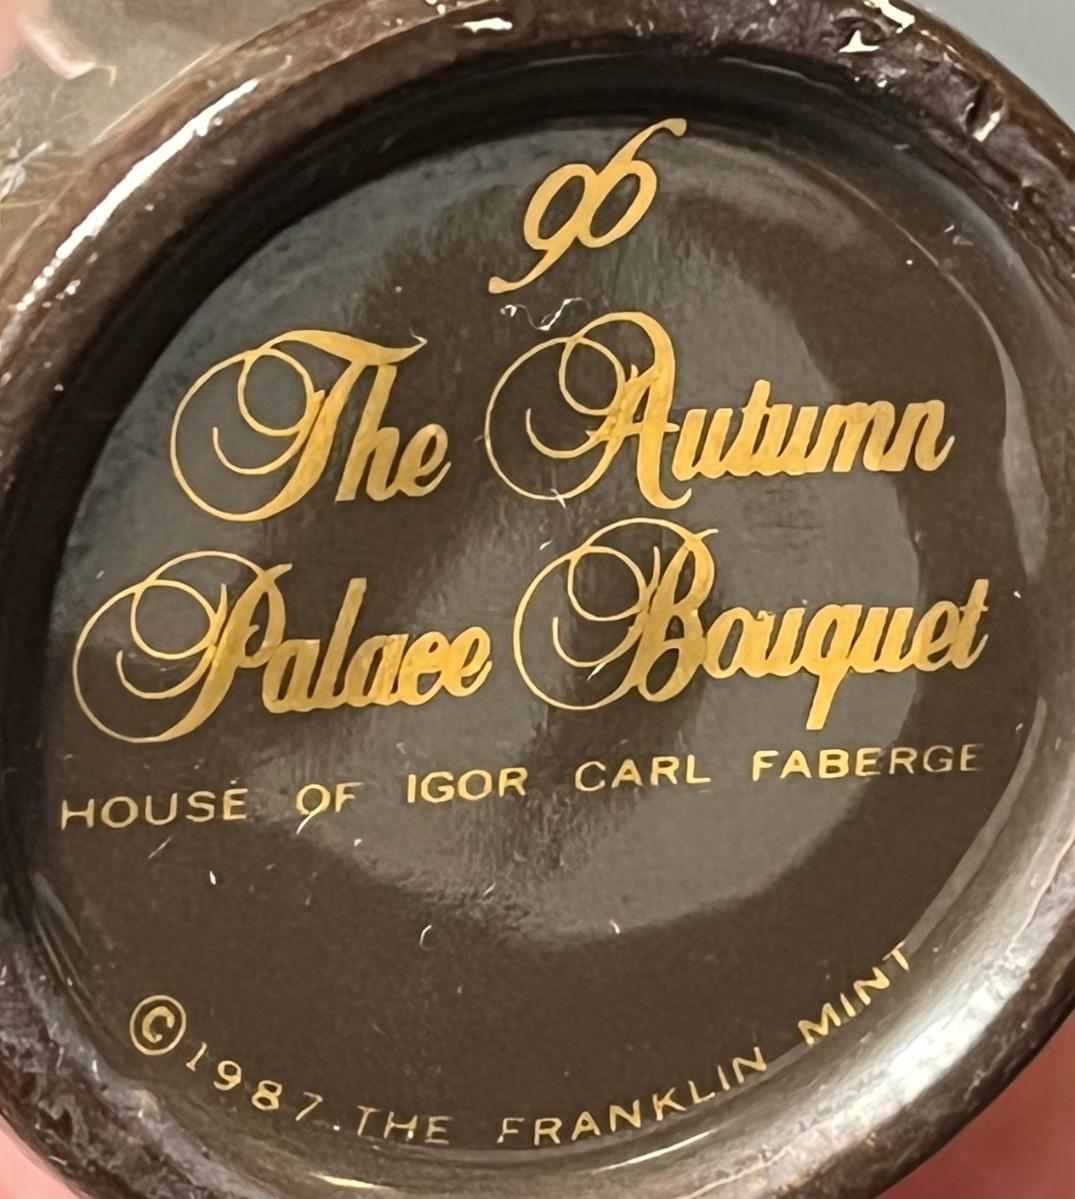 96
The Autumn
Palace Bouquet
HOUSE OF IGOR CARL FABERGE
©1987 THE FRANKLIN MINT